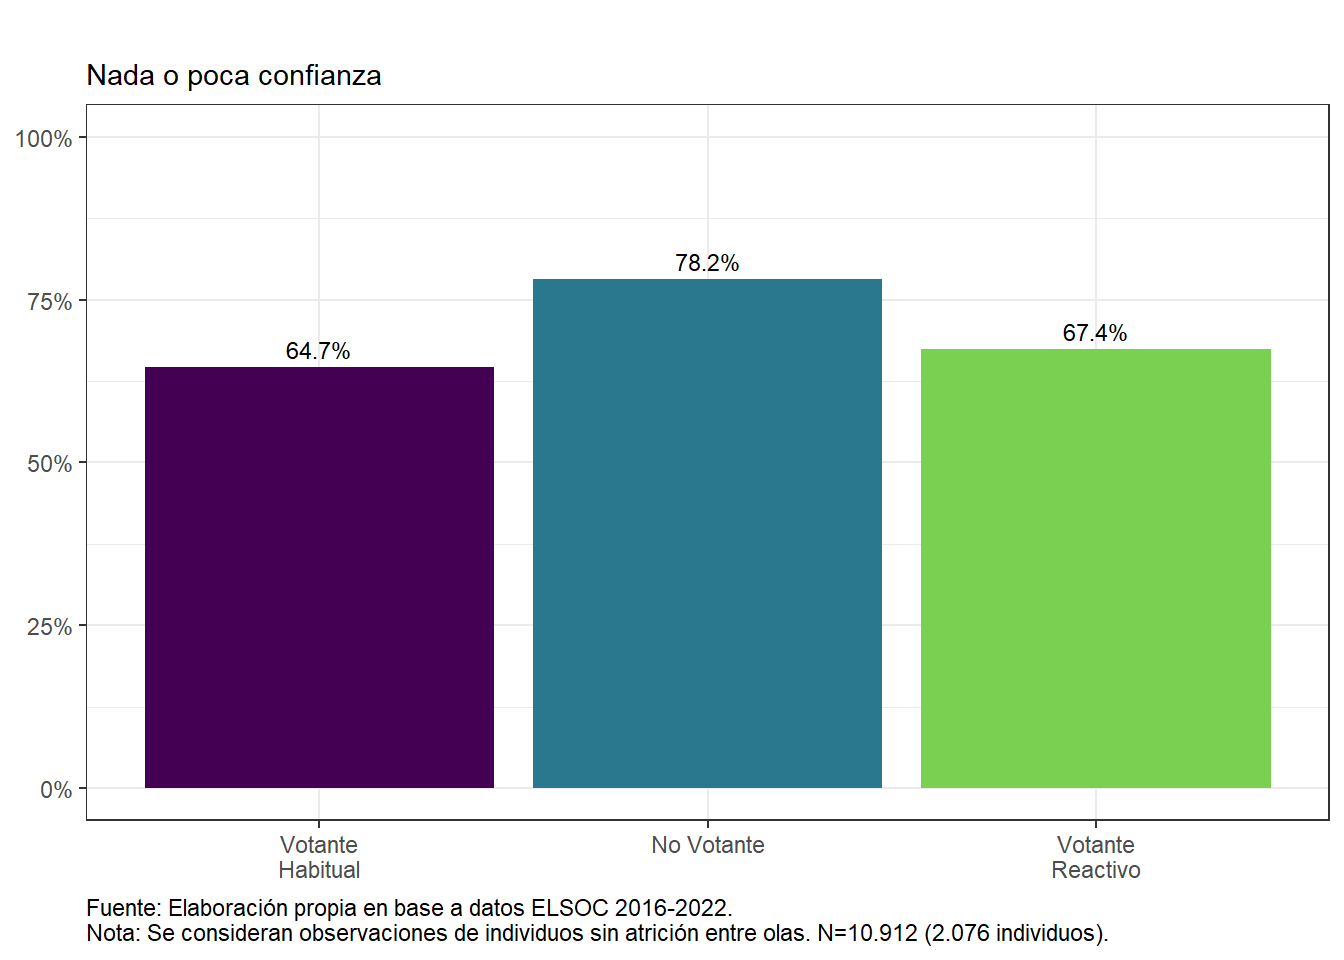 Nada o poca confianza
100%
75%
50%
25%
0%
64.7%
78.2%
67.4%
Votante
Habitual
No Votante
Votante
Reactivo
Fuente: Elaboración propia en base a datos ELSOC 2016-2022.
Nota: Se consideran observaciones de individuos sin atrición entre olas. N=10.912 (2.076 individuos).